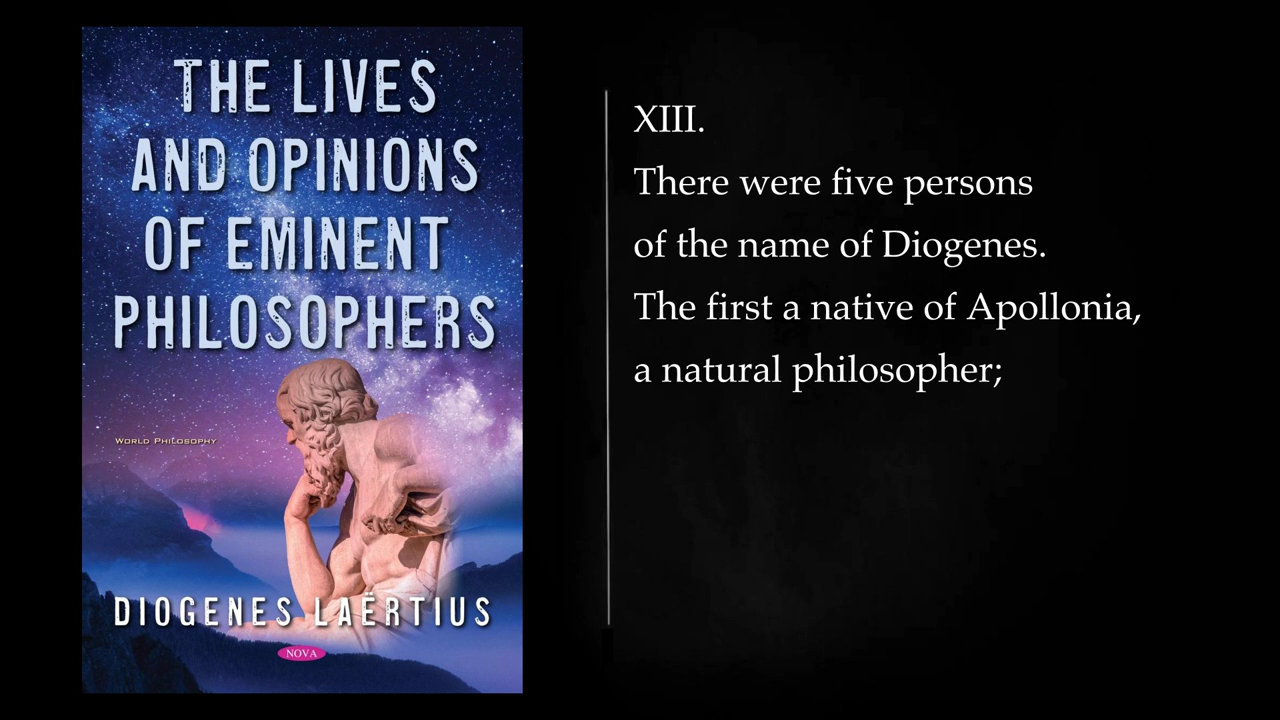 THE LIVES
AND OPINIONS
OF EMINENT
PHILOSOPHERS
WORLD PHILOSOPHY
DIOGENES LAËRTIUS
NOVA
XIII.
There were five persons
of the name of Diogenes.
The first a native of Apollonia,
a natural philosopher;